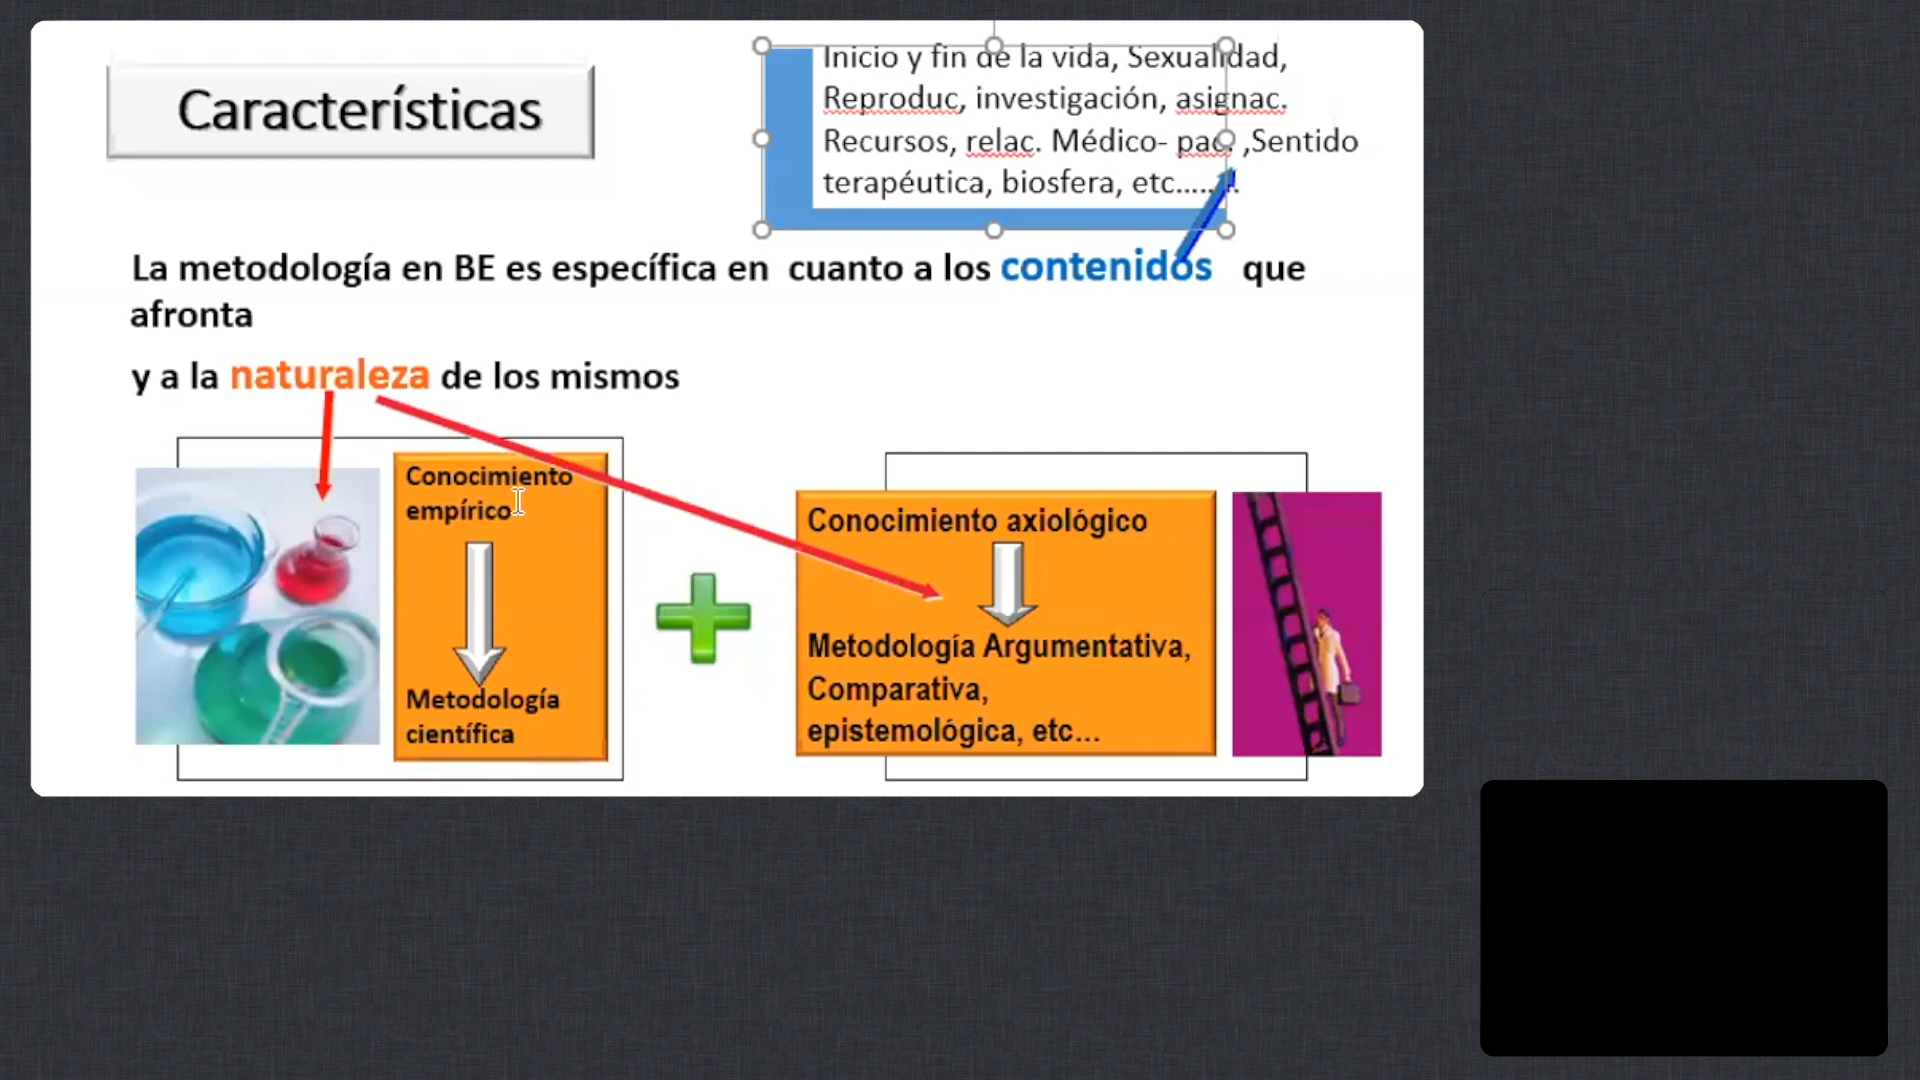 Características
Inicio y fin de la vida, Sexualidad,
Reproduc, investigación, asignac.
Recursos, relac. Médico- pac. ,Sentido
terapéutica, biosfera, etc........
La metodología en BE es específica en cuanto a los contenidos que
afronta
y a la naturaleza de los mismos
Conocimiento
empírico
Metodología
científica
Conocimiento axiológico
Metodología Argumentativa,
Comparativa,
epistemológica, etc...